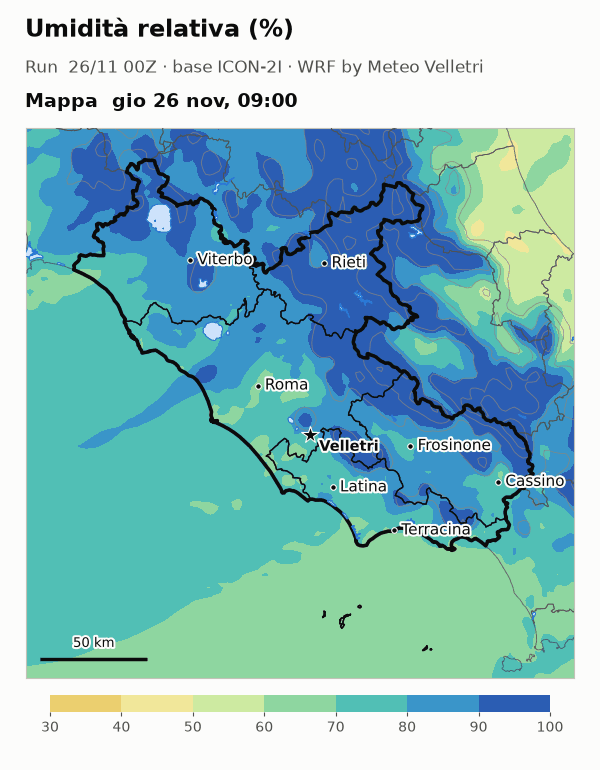 Umidità relativa (%)
Run  26/11 00Z · base ICON-2I · WRF by Meteo Velletri
Mappa  gio 26 nov, 09:00
Viterbo
Rieti
Roma
Velletri
Frosinone
Latina
Cassino
Terracina
50 km
30 40 50 60 70 80 90 100